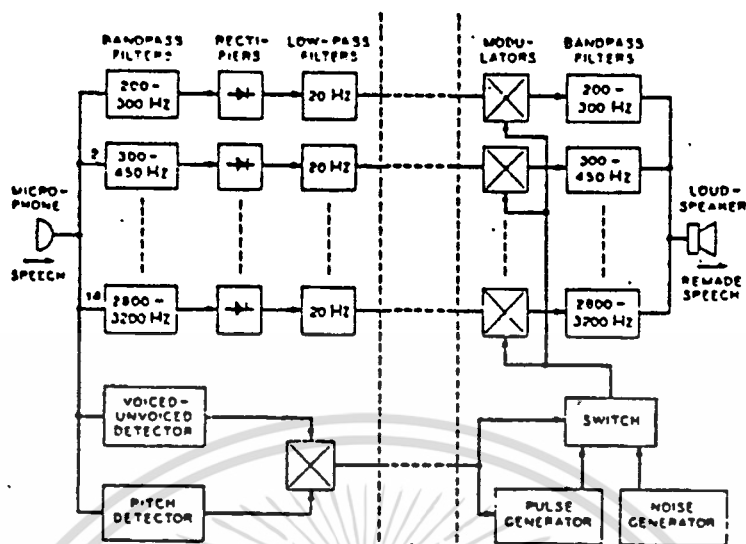 BANDPASS
FILTERS
RECTI-
FIERS
LOW-PASS
FILTERS
MODU-
LATORS
BANDPASS
FILTERS
200-
300 Hz
20 Hz
200-
300 Hz
2
300-
450 Hz
20 Hz
300-
450 Hz
MICRO-
PHONE
SPEECH
LOUD-
SPEAKER
REMADE
SPEECH
2800-
3200 Hz
20 Hz
2800-
3200 Hz
VOICED-
UNVOICED
DETECTOR
SWITCH
PITCH
DETECTOR
PULSE
GENERATOR
NOISE
GENERATOR